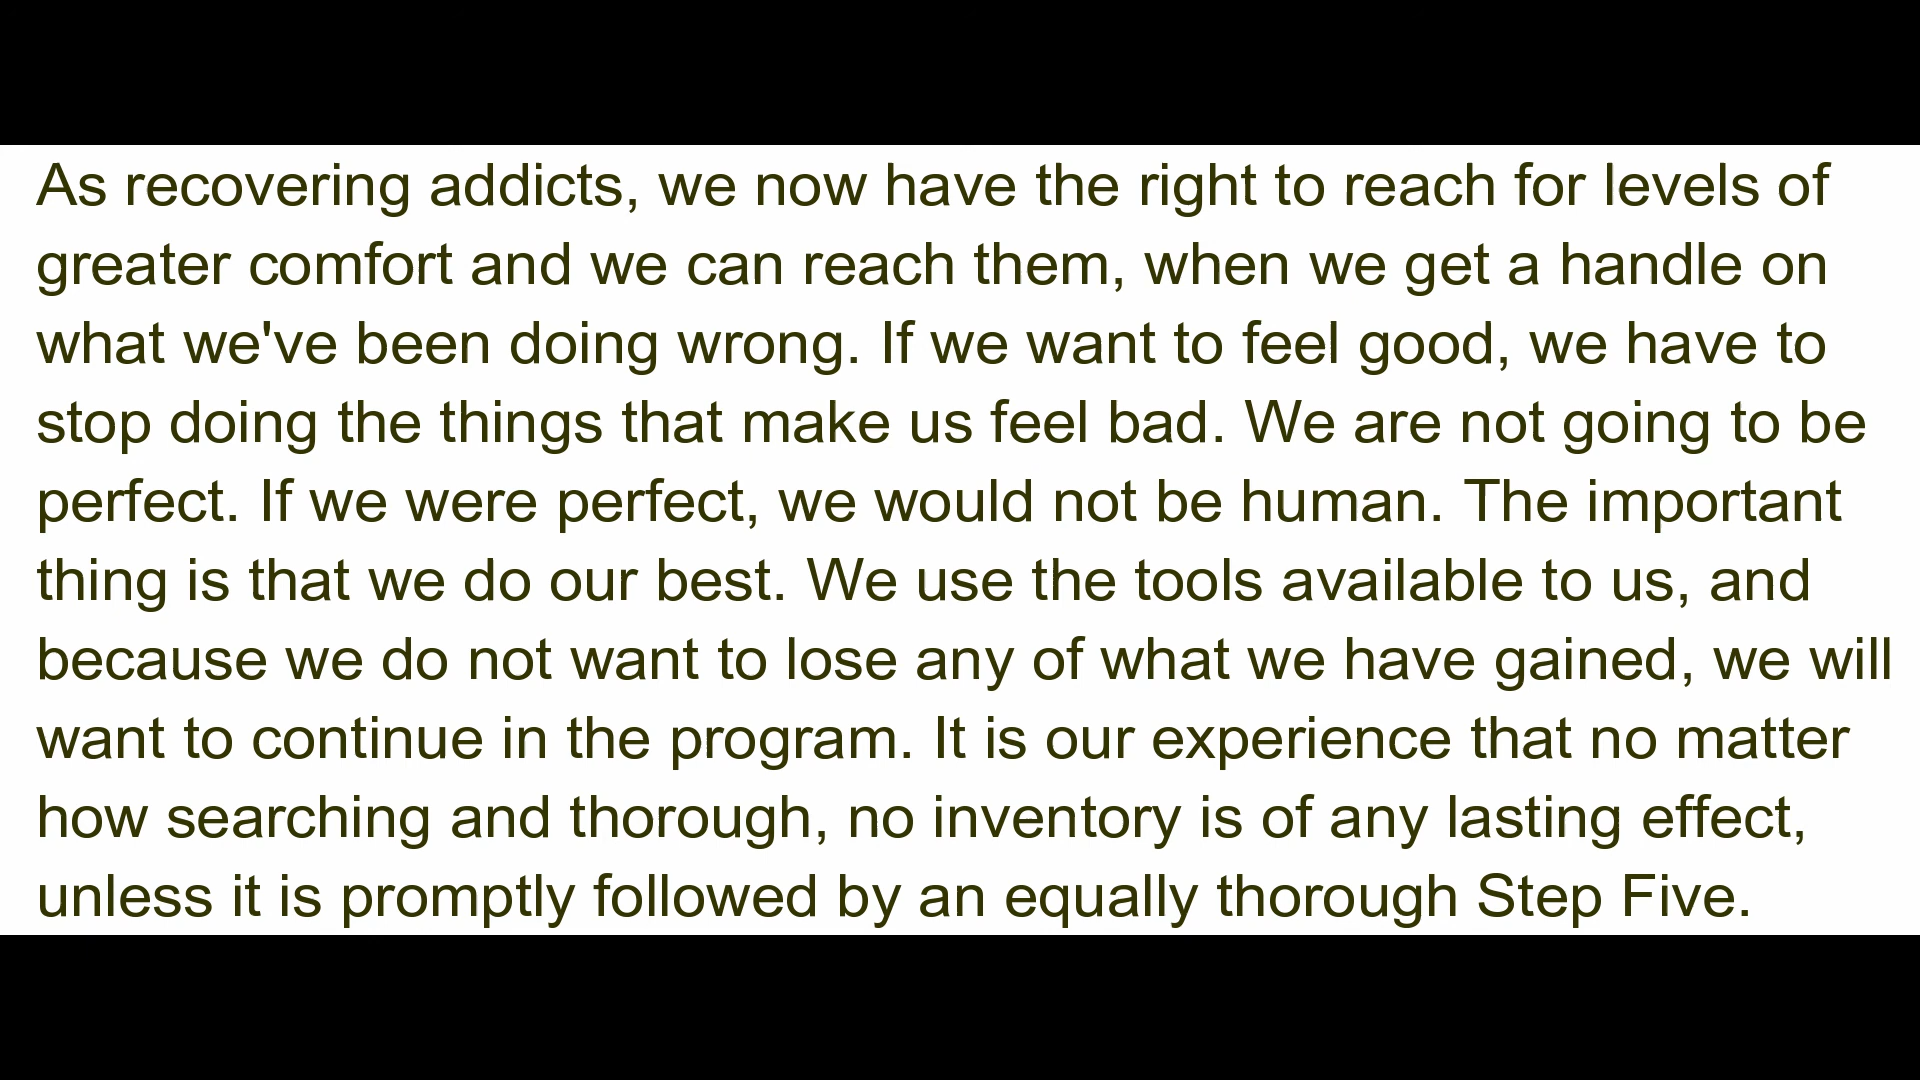 As recovering addicts, we now have the right to reach for levels of
greater comfort and we can reach them, when we get a handle on
what we've been doing wrong. If we want to feel good, we have to
stop doing the things that make us feel bad. We are not going to be
perfect. If we were perfect, we would not be human. The important
thing is that we do our best. We use the tools available to us, and
because we do not want to lose any of what we have gained, we will
want to continue in the program. It is our experience that no matter
how searching and thorough, no inventory is of any lasting effect,
unless it is promptly followed by an equally thorough Step Five.